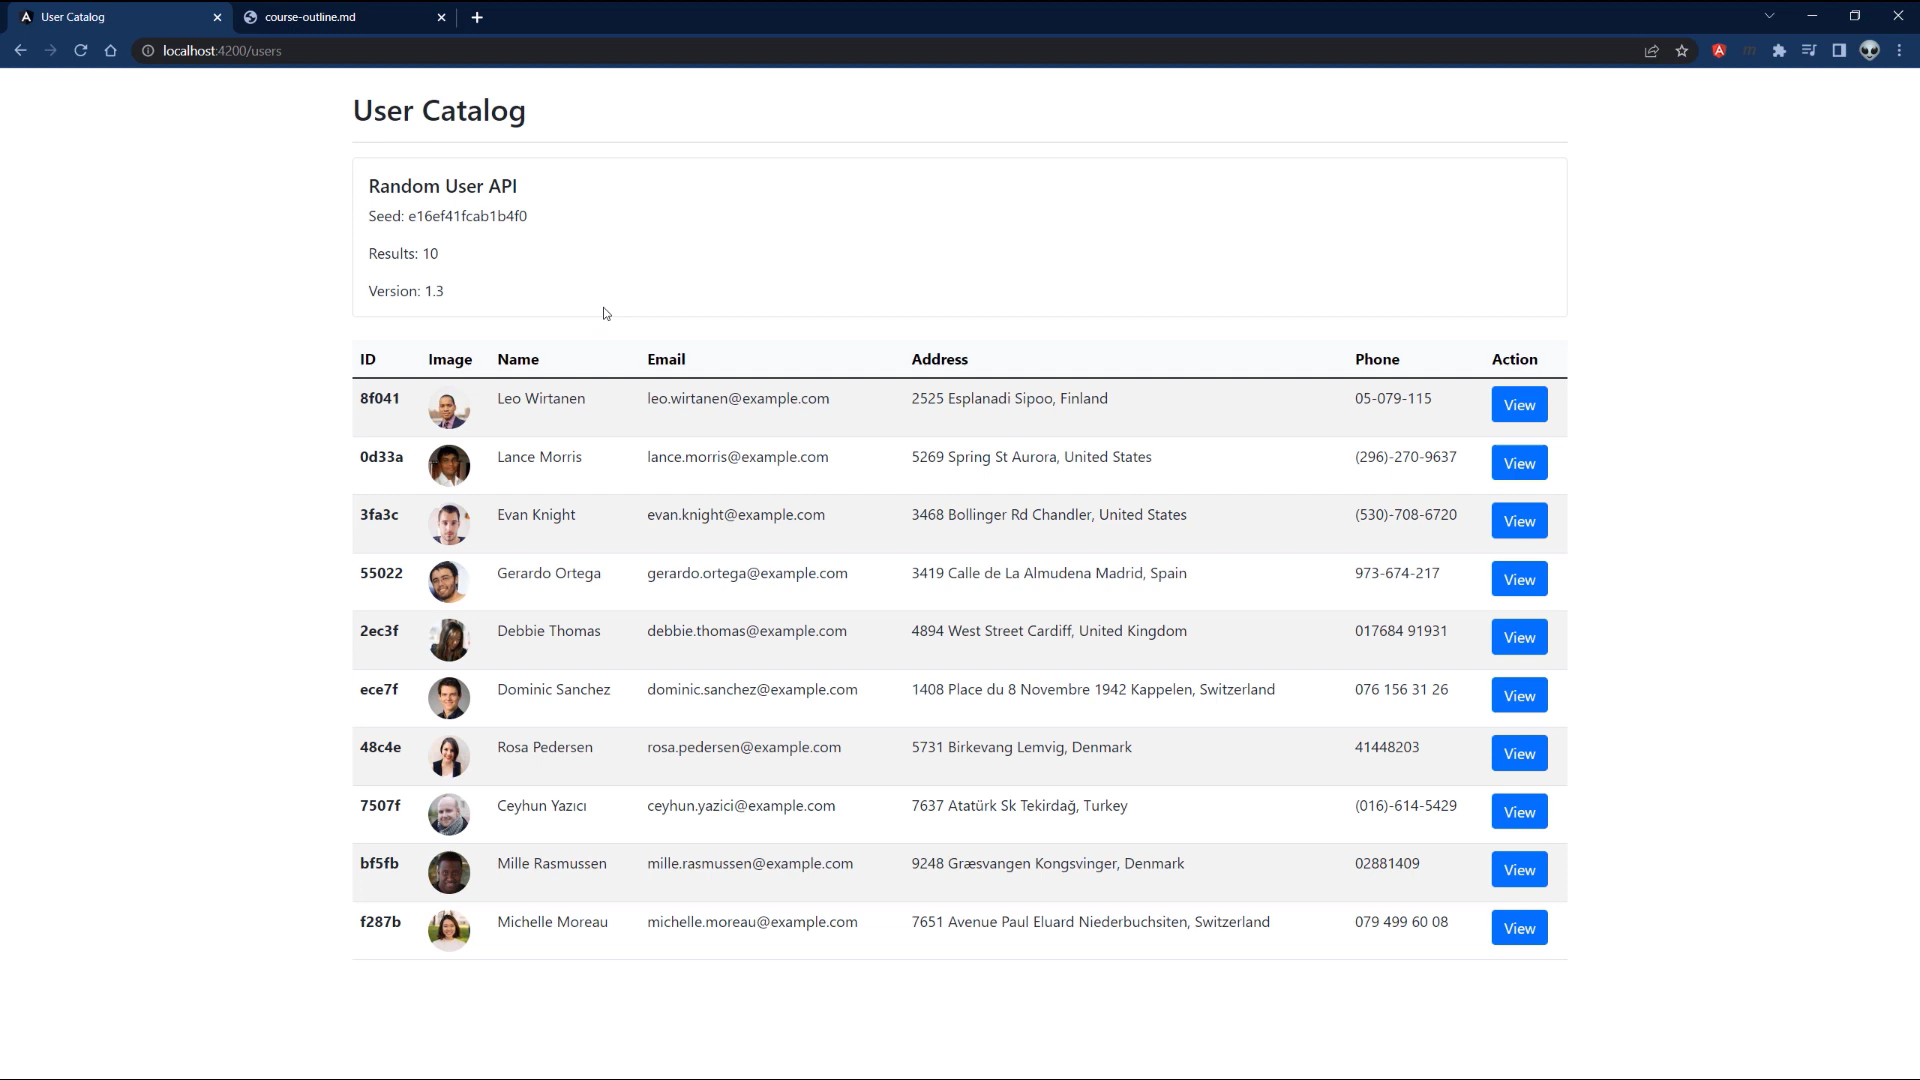 User Catalog
course-outline.md
localhost:4200/users
User Catalog
Random User API
Seed: e16ef41fcab1b4f0
Results: 10
Version: 1.3
ID Image Name Email Address Phone Action
8f041 Leo Wirtanen leo.wirtanen@example.com 2525 Esplanadi Sipoo, Finland 05-079-115 View
0d33a Lance Morris lance.morris@example.com 5269 Spring St Aurora, United States (296)-270-9637 View
3fa3c Evan Knight evan.knight@example.com 3468 Bollinger Rd Chandler, United States (530)-708-6720 View
55022 Gerardo Ortega gerardo.ortega@example.com 3419 Calle de La Almudena Madrid, Spain 973-674-217 View
2ec3f Debbie Thomas debbie.thomas@example.com 4894 West Street Cardiff, United Kingdom 017684 91931 View
ece7f Dominic Sanchez dominic.sanchez@example.com 1408 Place du 8 Novembre 1942 Kappelen, Switzerland 076 156 31 26 View
48c4e Rosa Pedersen rosa.pedersen@example.com 5731 Birkevang Lemvig, Denmark 41448203 View
7507f Ceyhun Yazıcı ceyhun.yazici@example.com 7637 Atatürk Sk Tekirdağ, Turkey (016)-614-5429 View
bf5fb Mille Rasmussen mille.rasmussen@example.com 9248 Græsvangen Kongsvinger, Denmark 02881409 View
f287b Michelle Moreau michelle.moreau@example.com 7651 Avenue Paul Eluard Niederbuchsiten, Switzerland 079 499 60 08 View